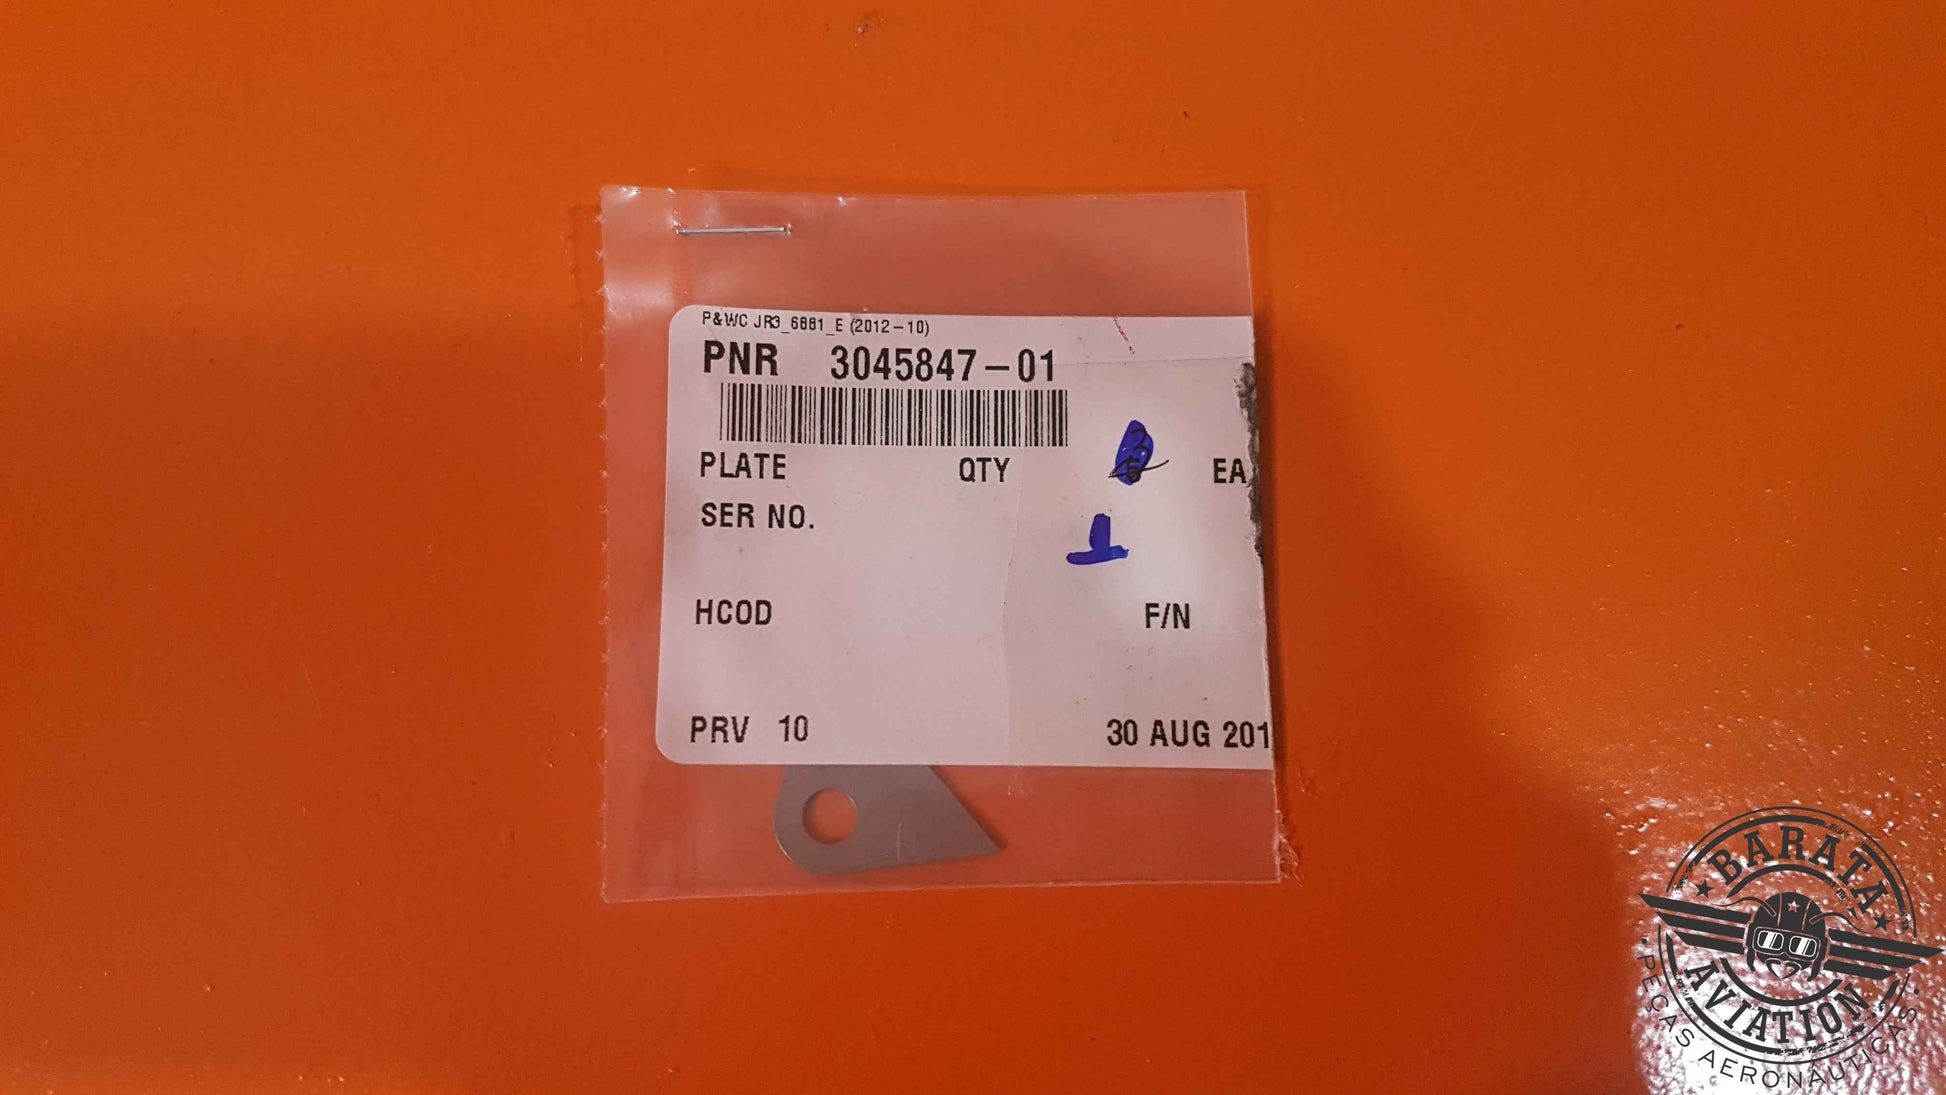 P&WC JR3_6881_E (2012-10)
PNR 3045847-01
PLATE QTY EA
1
SER NO.
HCOD F/N
PRV 10 30 AUG 201
BARATA
AVIATION
PEÇAS AERONÁUTICAS